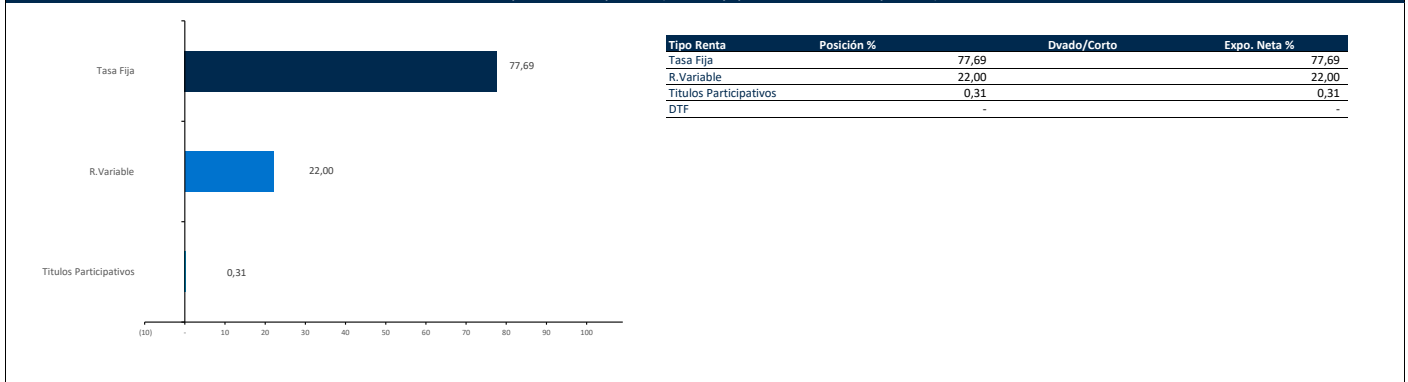 Tasa Fija
77,69
R.Variable
22,00
Titulos Participativos
0,31
(10) - 10 20 30 40 50 60 70 80 90 100
Tipo Renta Posición % Dvado/Corto Expo. Neta %
Tasa Fija 77,69 77,69
R.Variable 22,00 22,00
Titulos Participativos 0,31 0,31
DTF - -